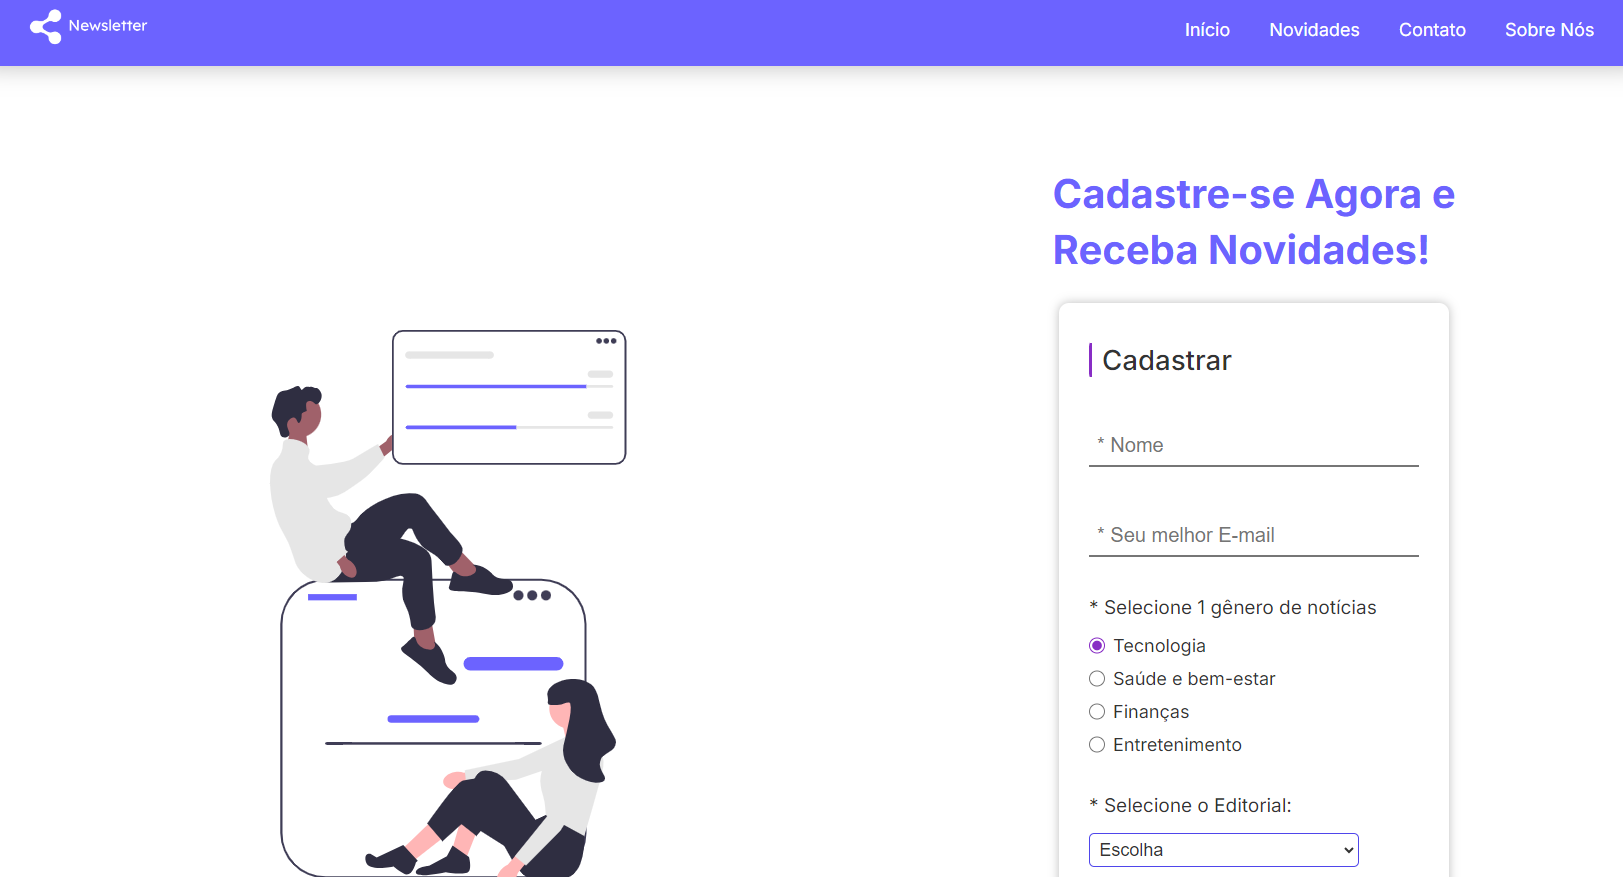 Newsletter
Início
Novidades
Contato
Sobre Nós
Cadastre-se Agora e
Receba Novidades!
Cadastrar
* Nome
* Seu melhor E-mail
* Selecione 1 gênero de notícias
Tecnologia
Saúde e bem-estar
Finanças
Entretenimento
* Selecione o Editorial:
Escolha